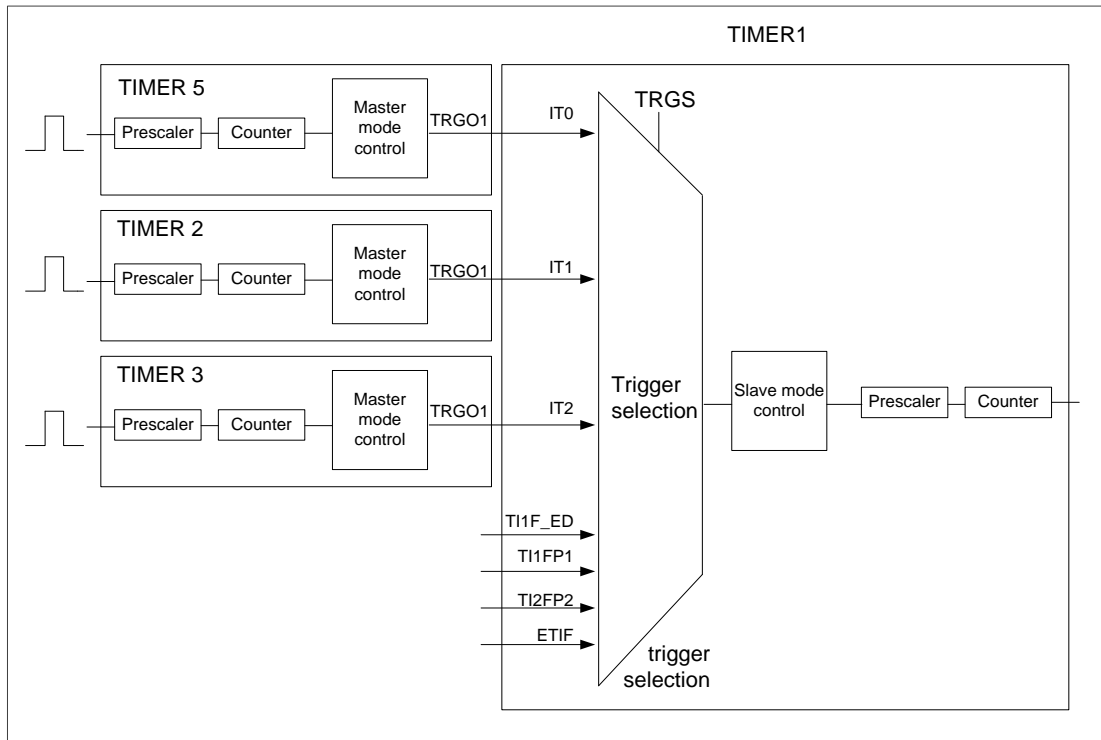 TIMER1
TIMER 5
Prescaler
Counter
Master
mode
control
TRGO1
IT0
TRGS
TIMER 2
Prescaler
Counter
Master
mode
control
TRGO1
IT1
TIMER 3
Prescaler
Counter
Master
mode
control
TRGO1
IT2
Trigger
selection
Slave mode
control
Prescaler
Counter
TI1F_ED
TI1FP1
TI2FP2
ETIF
trigger
selection